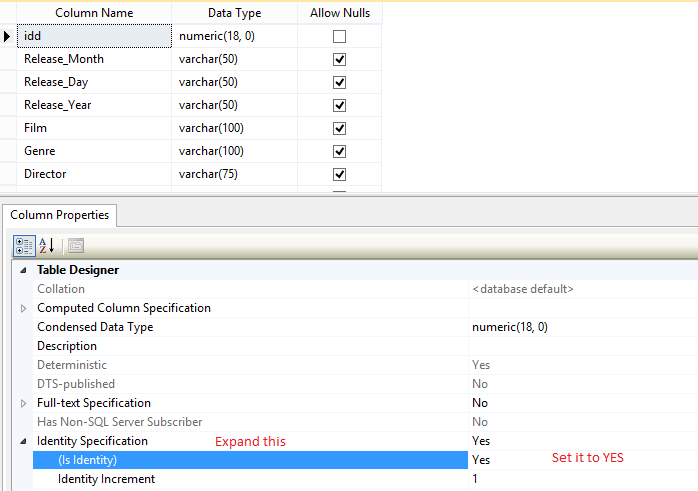 Column Name Data Type Allow Nulls
idd numeric(18, 0)
Release_Month varchar(50)
Release_Day varchar(50)
Release_Year varchar(50)
Film varchar(100)
Genre varchar(100)
Director varchar(75)
Column Properties
A
Z
Table Designer
Collation <database default>
Computed Column Specification
Condensed Data Type numeric(18, 0)
Description
Deterministic Yes
DTS-published No
Full-text Specification No
Has Non-SQL Server Subscriber No
Identity Specification Expand this Yes
(Is Identity) Yes Set it to YES
Identity Increment 1